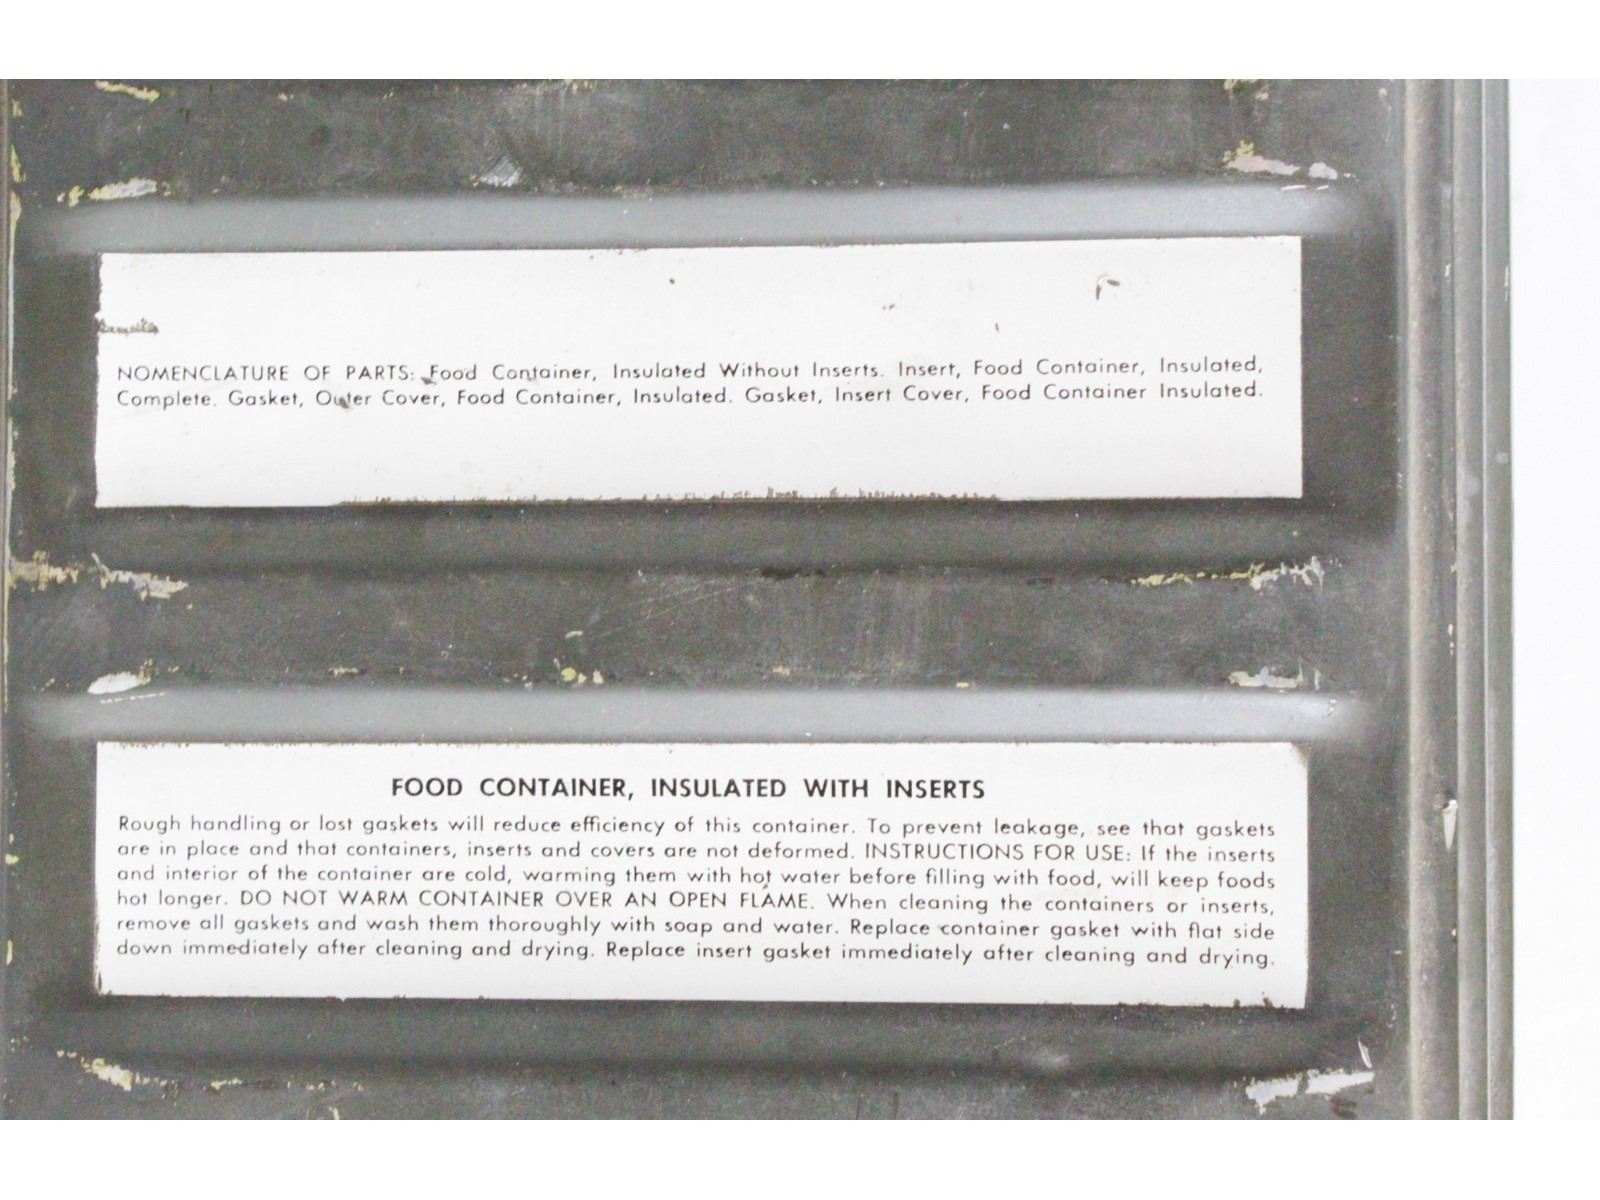 NOMENCLATURE OF PARTS: Food Container, Insulated Without Inserts. Insert, Food Container, Insulated,
Complete. Gasket, Outer Cover, Food Container, Insulated. Gasket, Insert Cover, Food Container Insulated.
FOOD CONTAINER, INSULATED WITH INSERTS
Rough handling or lost gaskets will reduce efficiency of this container. To prevent leakage, see that gaskets
are in place and that containers, inserts and covers are not deformed. INSTRUCTIONS FOR USE: If the inserts
and interior of the container are cold, warming them with hot water before filling with food, will keep foods
hot longer. DO NOT WARM CONTAINER OVER AN OPEN FLAME. When cleaning the containers or inserts,
remove all gaskets and wash them thoroughly with soap and water. Replace container gasket with flat side
down immediately after cleaning and drying. Replace insert gasket immediately after cleaning and drying.